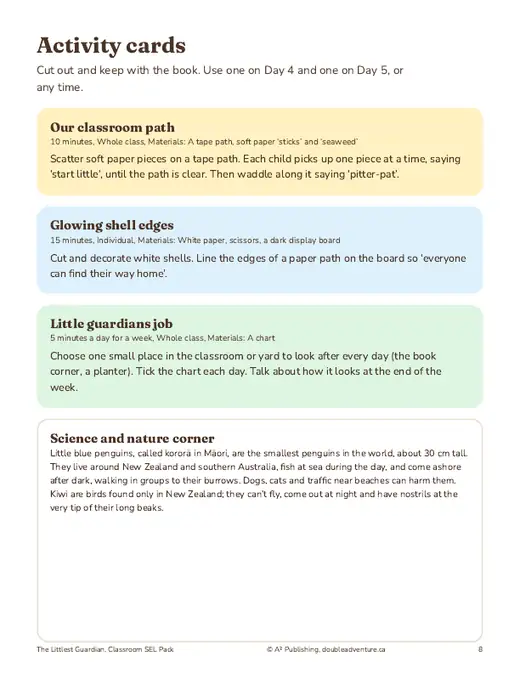 Activity cards
Cut out and keep with the book. Use one on Day 4 and one on Day 5, or
any time.
Our classroom path
10 minutes, Whole class, Materials: A tape path, soft paper 'sticks' and 'seaweed'
Scatter soft paper pieces on a tape path. Each child picks up one piece at a time, saying
'start little', until the path is clear. Then waddle along it saying 'pitter-pat'.
Glowing shell edges
15 minutes, Individual, Materials: White paper, scissors, a dark display board
Cut and decorate white shells. Line the edges of a paper path on the board so 'everyone
can find their way home'.
Little guardians job
5 minutes a day for a week, Whole class, Materials: A chart
Choose one small place in the classroom or yard to look after every day (the book
corner, a planter). Tick the chart each day. Talk about how it looks at the end of the
week.
Science and nature corner
Little blue penguins, called kororā in Māori, are the smallest penguins in the world, about 30 cm tall.
They live around New Zealand and southern Australia, fish at sea during the day, and come ashore
after dark, walking in groups to their burrows. Dogs, cats and traffic near beaches can harm them.
Kiwi are birds found only in New Zealand; they can't fly, come out at night and have nostrils at the
very tip of their long beaks.
The Littlest Guardian, Classroom SEL Pack
© A² Publishing, doubleadventure.ca
8